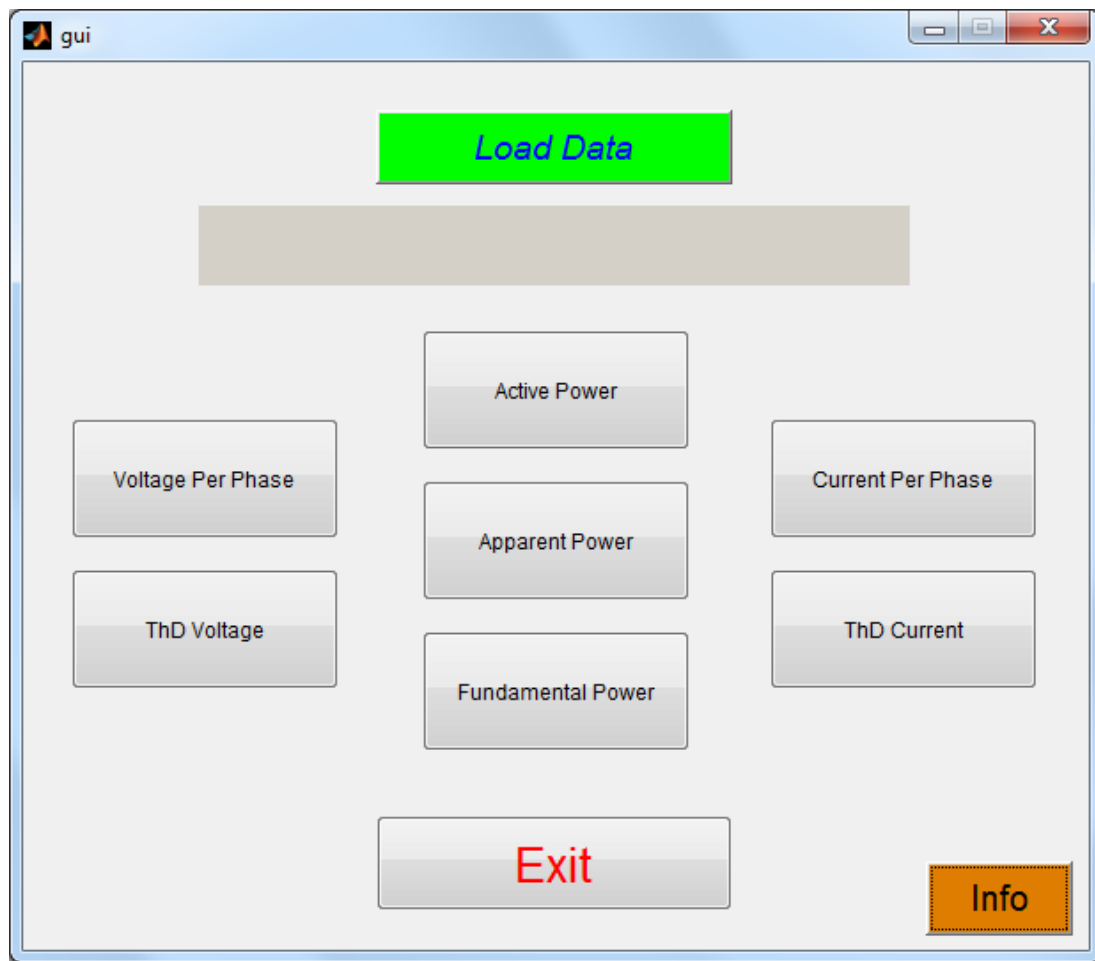 gui
Load Data
Active Power
Voltage Per Phase
Current Per Phase
Apparent Power
ThD Voltage
ThD Current
Fundamental Power
Exit
Info